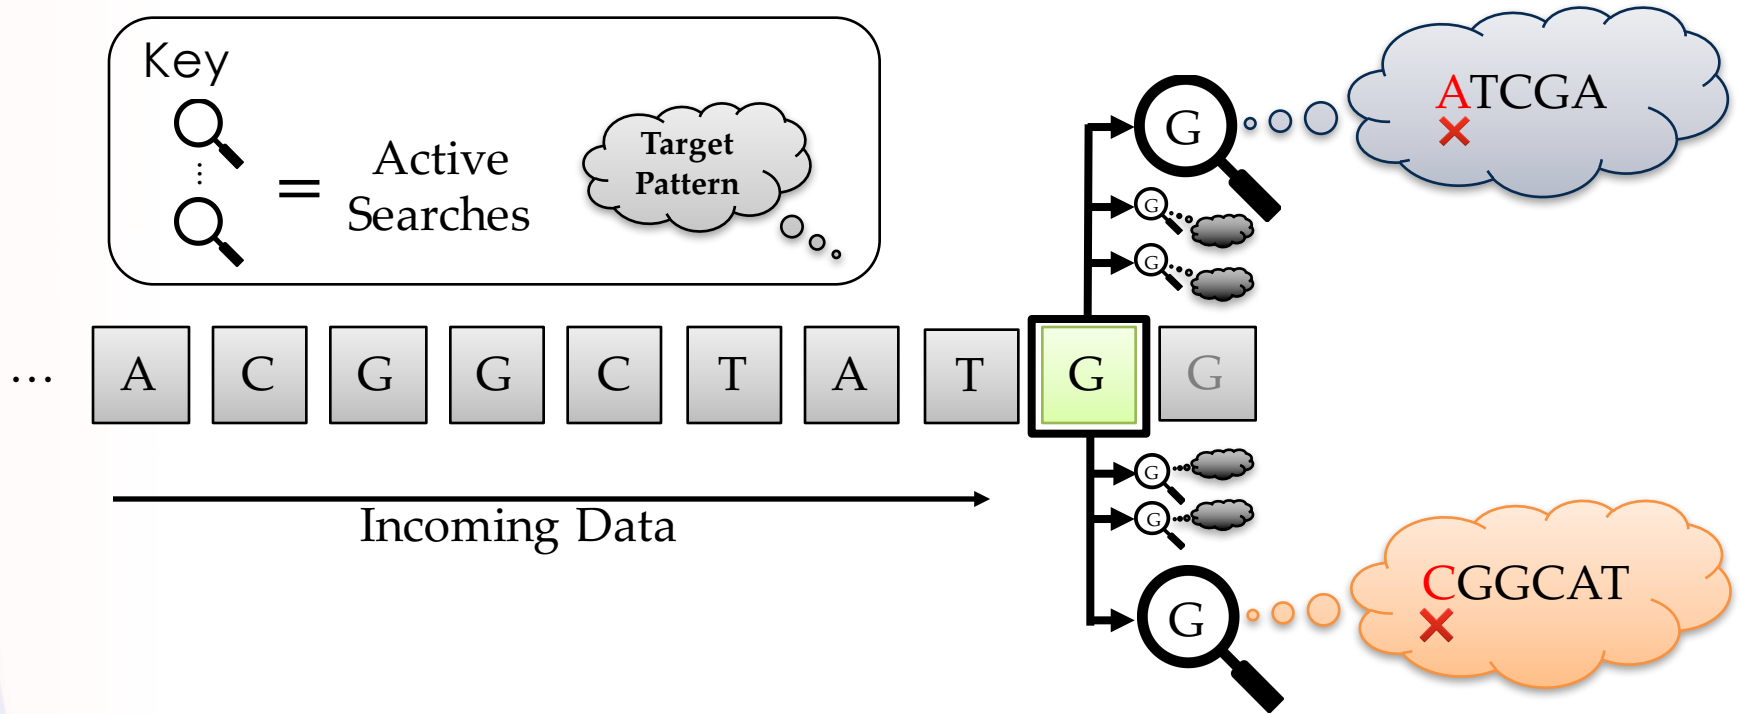 Key
Active
Searches
=
Target
Pattern
G
ATCGA
G
G
... A C G G C T A T G G
G
G
Incoming Data
G
CGGCAT